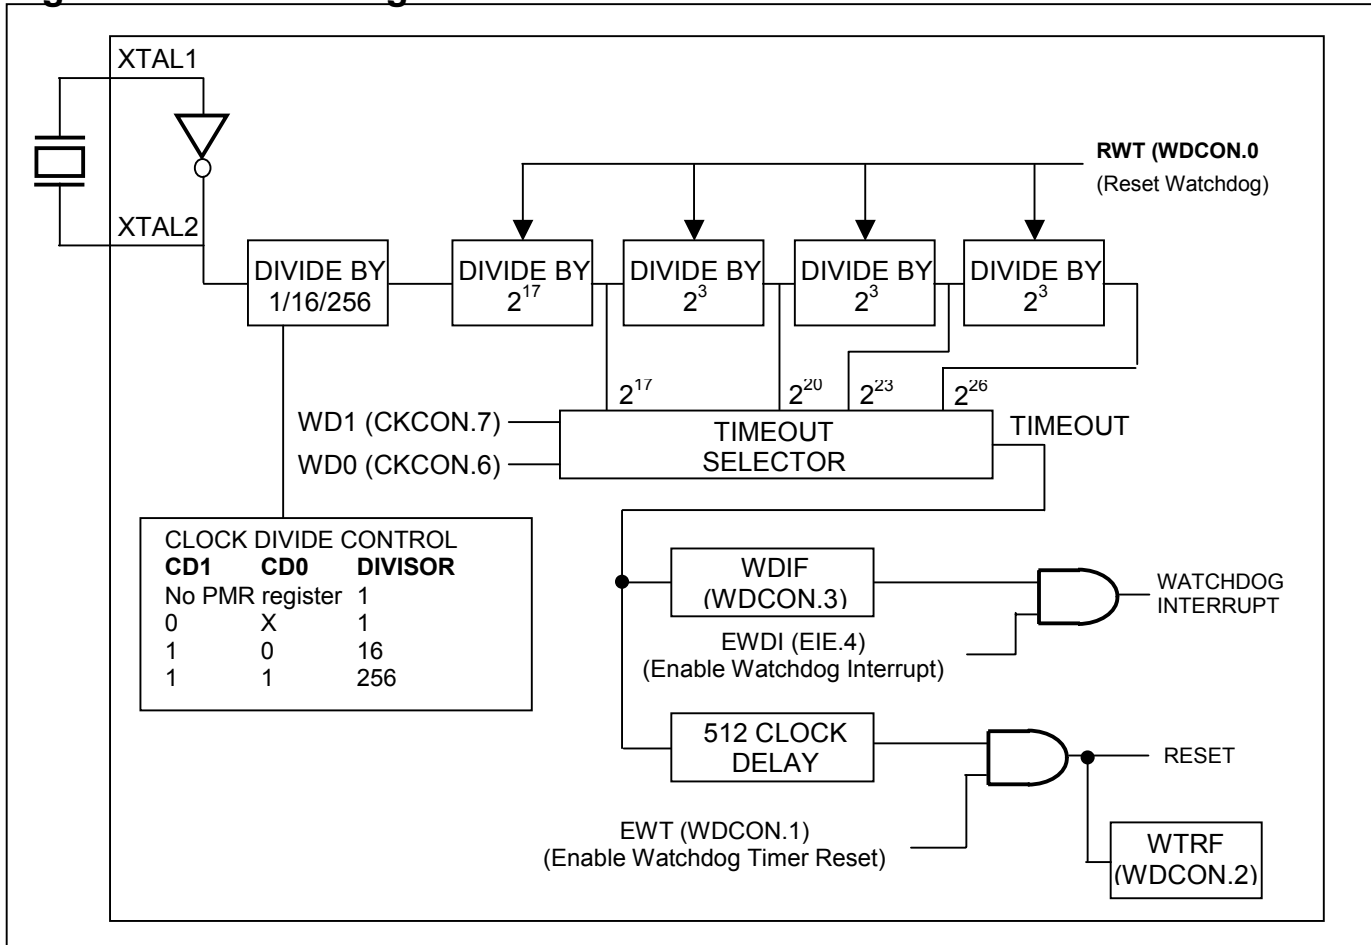 XTAL1
RWT (WDCON.0
(Reset Watchdog)
XTAL2
DIVIDE BY
1/16/256
DIVIDE BY
2^17
DIVIDE BY
2^3
DIVIDE BY
2^3
DIVIDE BY
2^3
2^17
2^20
2^23
2^26
WD1 (CKCON.7)
WD0 (CKCON.6)
TIMEOUT
SELECTOR
TIMEOUT
CLOCK DIVIDE CONTROL
CD1 CD0 DIVISOR
No PMR register 1
0 X 1
1 0 16
1 1 256
WDIF
(WDCON.3)
WATCHDOG
INTERRUPT
EWDI (EIE.4)
(Enable Watchdog Interrupt)
512 CLOCK
DELAY
RESET
EWT (WDCON.1)
(Enable Watchdog Timer Reset)
WTRF
(WDCON.2)